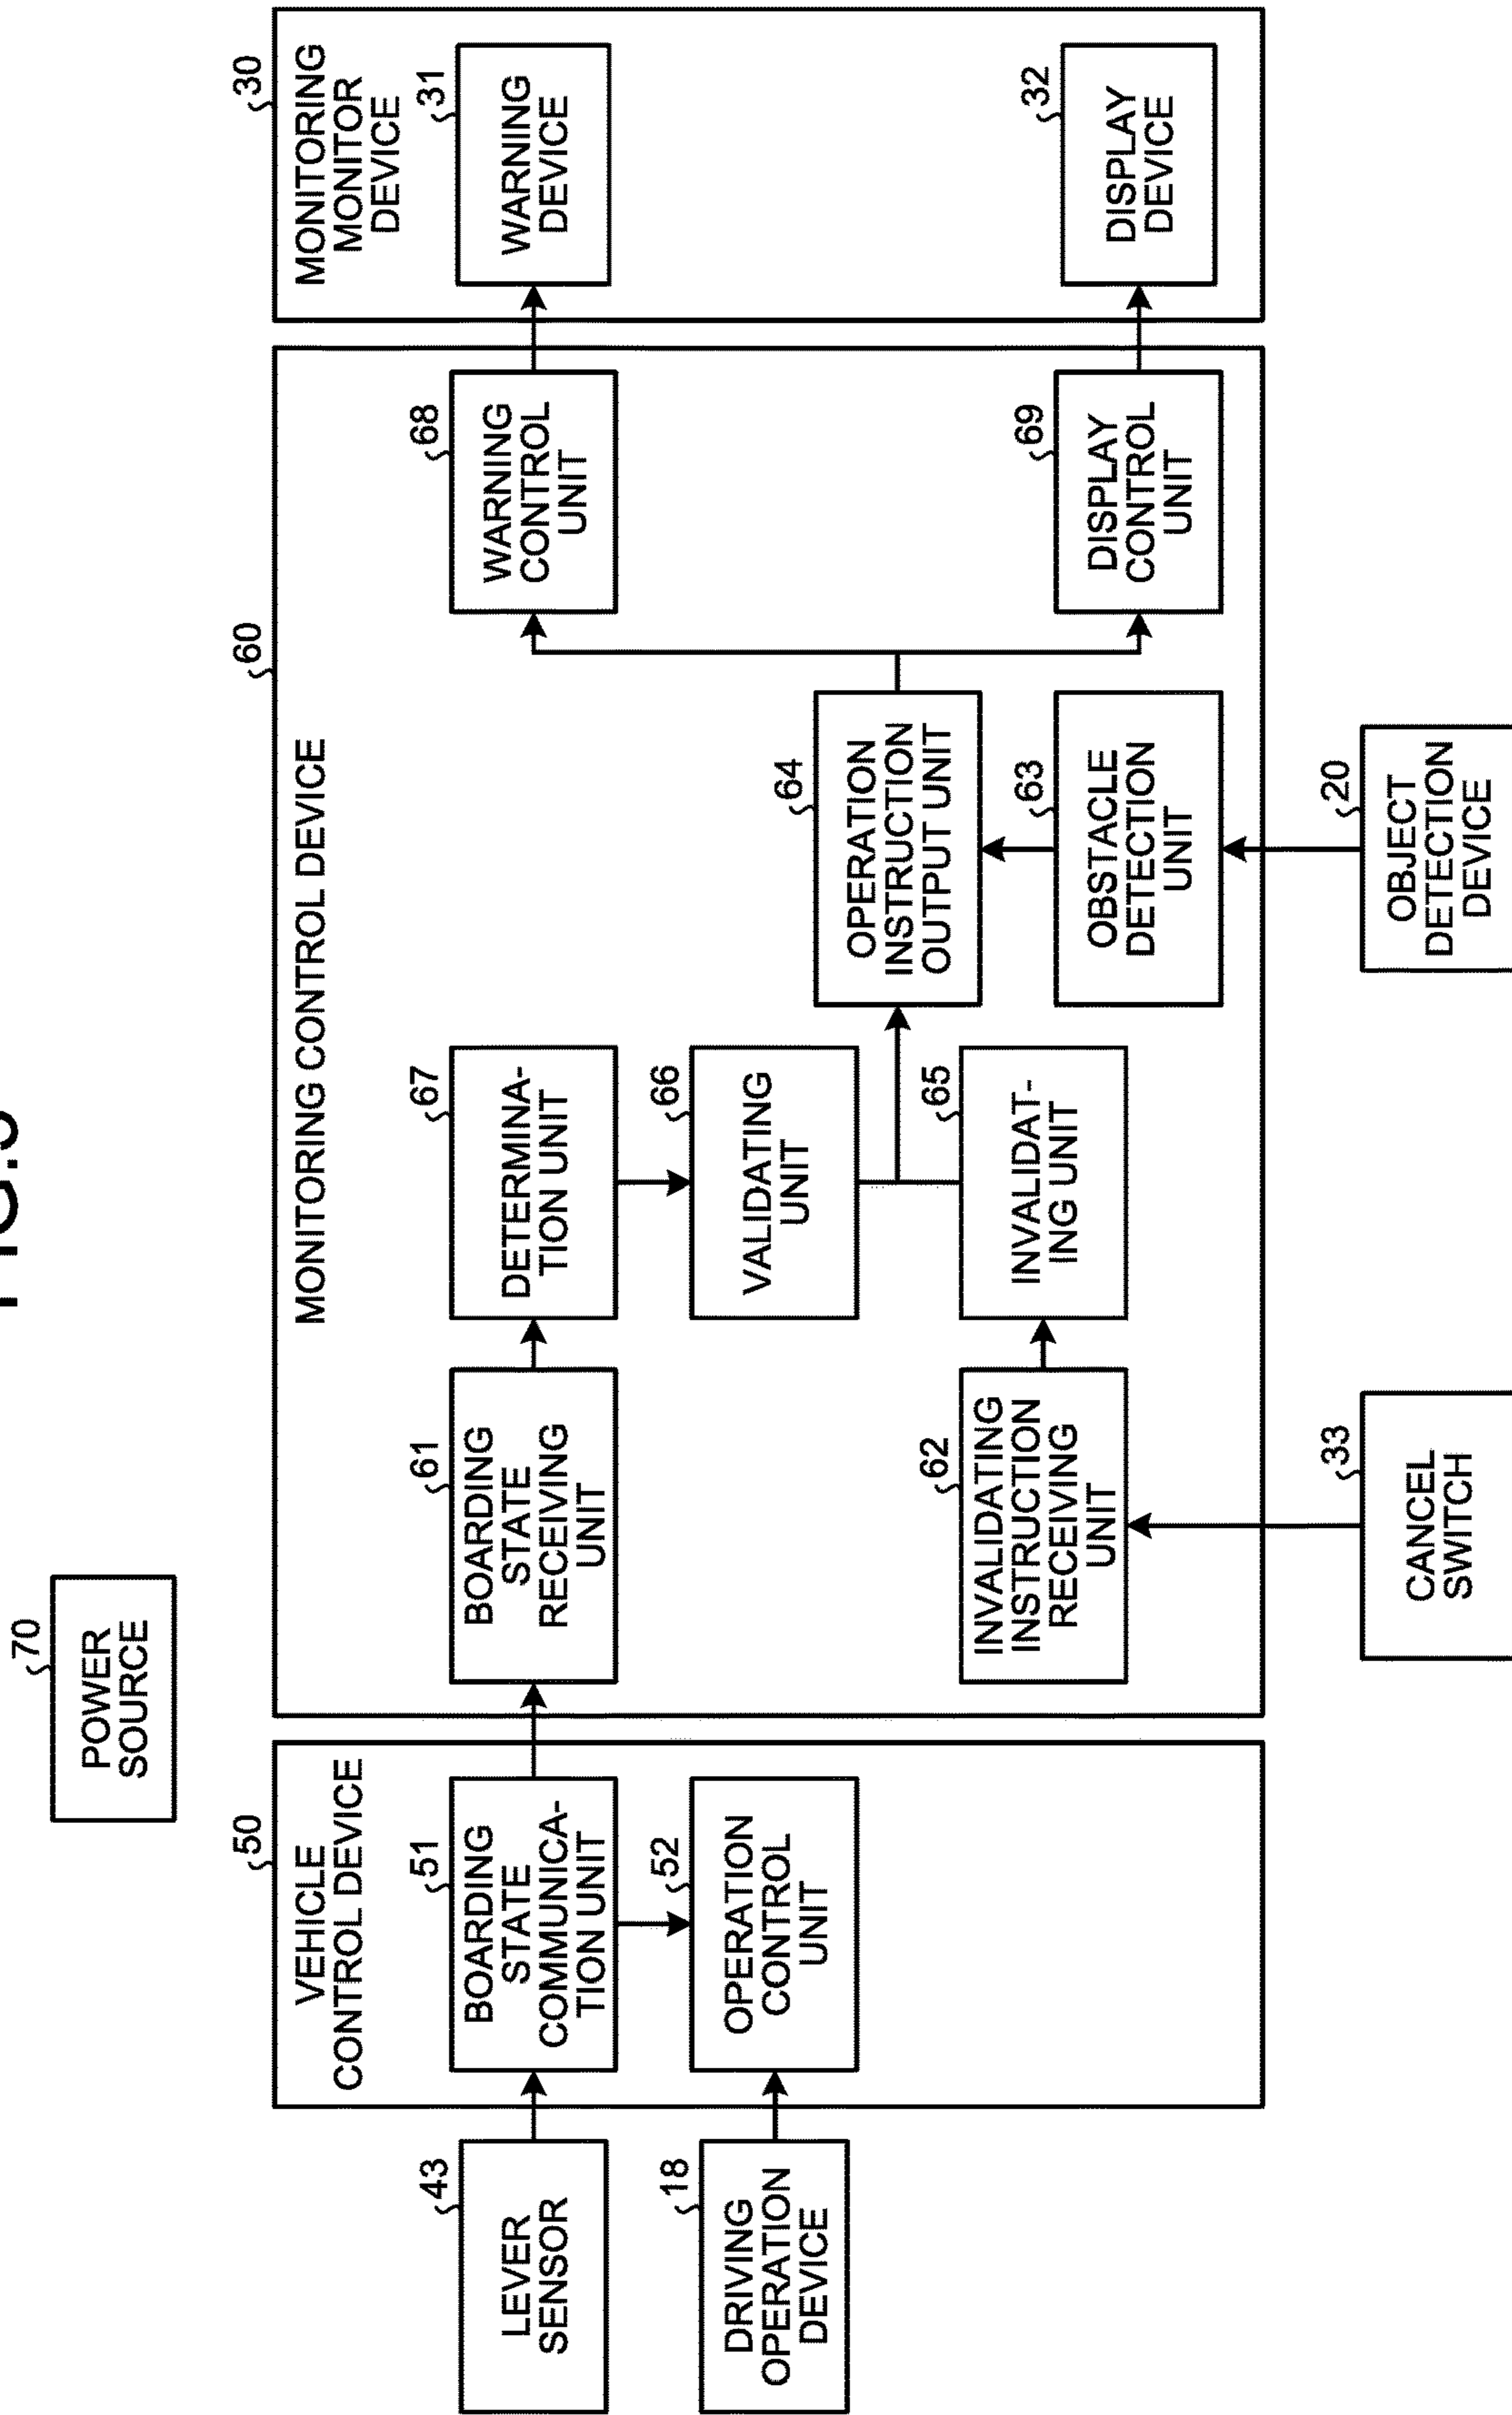 70
POWER
SOURCE
50
VEHICLE
CONTROL DEVICE
43
LEVER
SENSOR
51
BOARDING
STATE
COMMUNICA-
TION UNIT
18
DRIVING
OPERATION
DEVICE
52
OPERATION
CONTROL
UNIT
60
MONITORING CONTROL DEVICE
61
BOARDING
STATE
RECEIVING
UNIT
67
DETERMINA-
TION UNIT
68
WARNING
CONTROL
UNIT
66
VALIDATING
UNIT
64
OPERATION
INSTRUCTION
OUTPUT UNIT
62
INVALIDATING
INSTRUCTION
RECEIVING
UNIT
65
INVALIDAT-
ING UNIT
63
OBSTACLE
DETECTION
UNIT
69
DISPLAY
CONTROL
UNIT
30
MONITORING
MONITOR
DEVICE
31
WARNING
DEVICE
32
DISPLAY
DEVICE
33
CANCEL
SWITCH
20
OBJECT
DETECTION
DEVICE